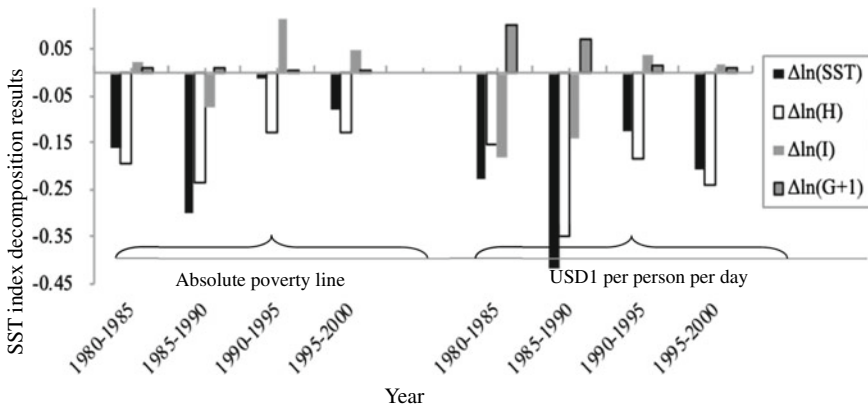 SST index decomposition results
0.05
-0.05
-0.15
-0.25
-0.35
-0.45
Δln(SST)
Δln(H)
Δln(I)
Δln(G+1)
Absolute poverty line
USD1 per person per day
1980-1985
1985-1990
1990-1995
1995-2000
1980-1985
1985-1990
1990-1995
1995-2000
Year